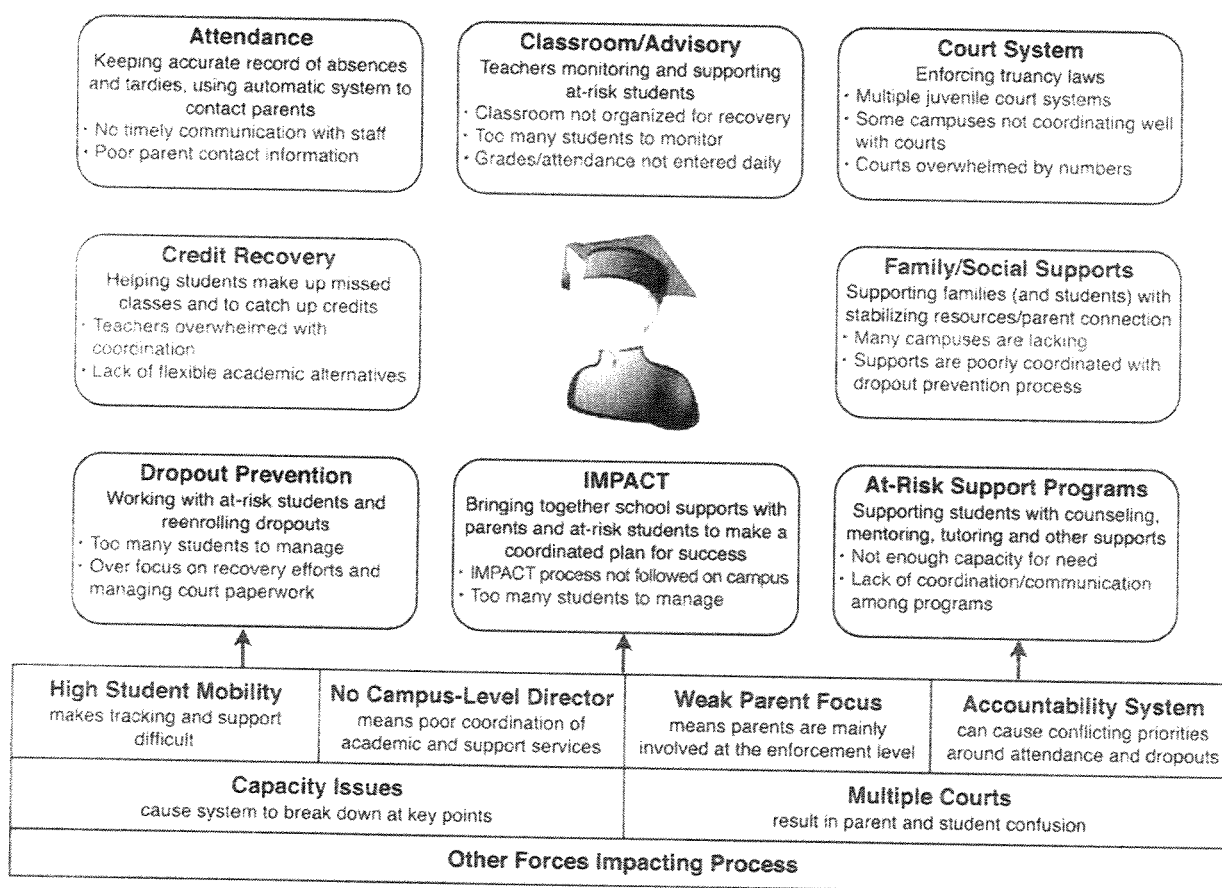 Attendance
Keeping accurate record of absences
and tardies, using automatic system to
contact parents
· No timely communication with staff
· Poor parent contact information
Classroom/Advisory
Teachers monitoring and supporting
at-risk students
· Classroom not organized for recovery
· Too many students to monitor
· Grades/attendance not entered daily
Court System
Enforcing truancy laws
· Multiple juvenile court systems
· Some campuses not coordinating well
with courts
· Courts overwhelmed by numbers
Credit Recovery
Helping students make up missed
classes and to catch up credits
· Teachers overwhelmed with
coordination
· Lack of flexible academic alternatives
Family/Social Supports
Supporting families (and students) with
stabilizing resources/parent connection
· Many campuses are lacking
· Supports are poorly coordinated with
dropout prevention process
Dropout Prevention
Working with at-risk students and
reenrolling dropouts
· Too many students to manage
· Over focus on recovery efforts and
managing court paperwork
IMPACT
Bringing together school supports with
parents and at-risk students to make a
coordinated plan for success
· IMPACT process not followed on campus
· Too many students to manage
At-Risk Support Programs
Supporting students with counseling,
mentoring, tutoring and other supports
· Not enough capacity for need
· Lack of coordination/communication
among programs
High Student Mobility
makes tracking and support
difficult
No Campus-Level Director
means poor coordination of
academic and support services
Weak Parent Focus
means parents are mainly
involved at the enforcement level
Accountability System
can cause conflicting priorities
around attendance and dropouts
Capacity Issues
cause system to break down at key points
Multiple Courts
result in parent and student confusion
Other Forces Impacting Process